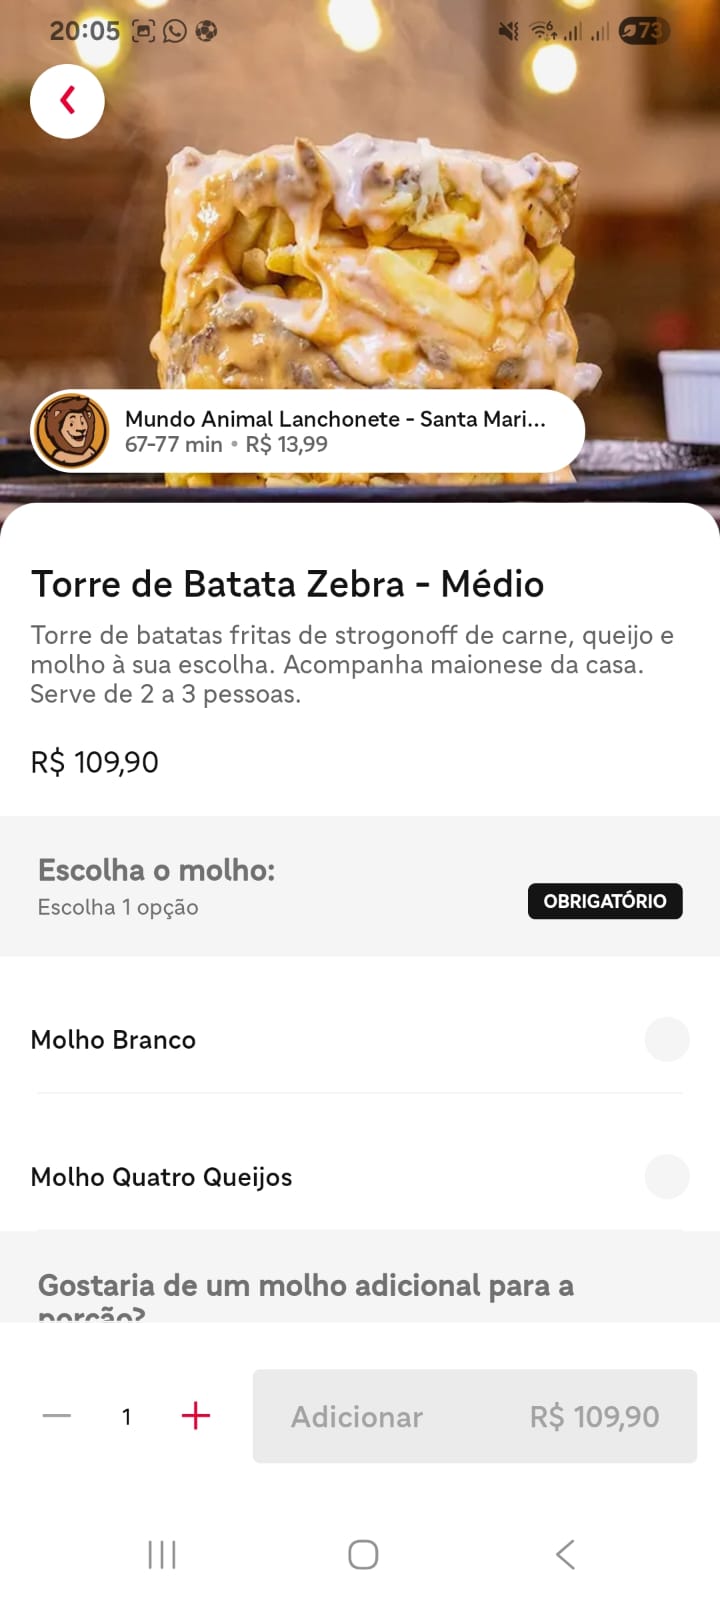 20:05
73
Mundo Animal Lanchonete - Santa Mari...
67-77 min • R$ 13,99
Torre de Batata Zebra - Médio
Torre de batatas fritas de strogonoff de carne, queijo e
molho à sua escolha. Acompanha maionese da casa.
Serve de 2 a 3 pessoas.
R$ 109,90
Escolha o molho:
Escolha 1 opção
OBRIGATÓRIO
Molho Branco
Molho Quatro Queijos
Gostaria de um molho adicional para a
porção?
1
Adicionar R$ 109,90